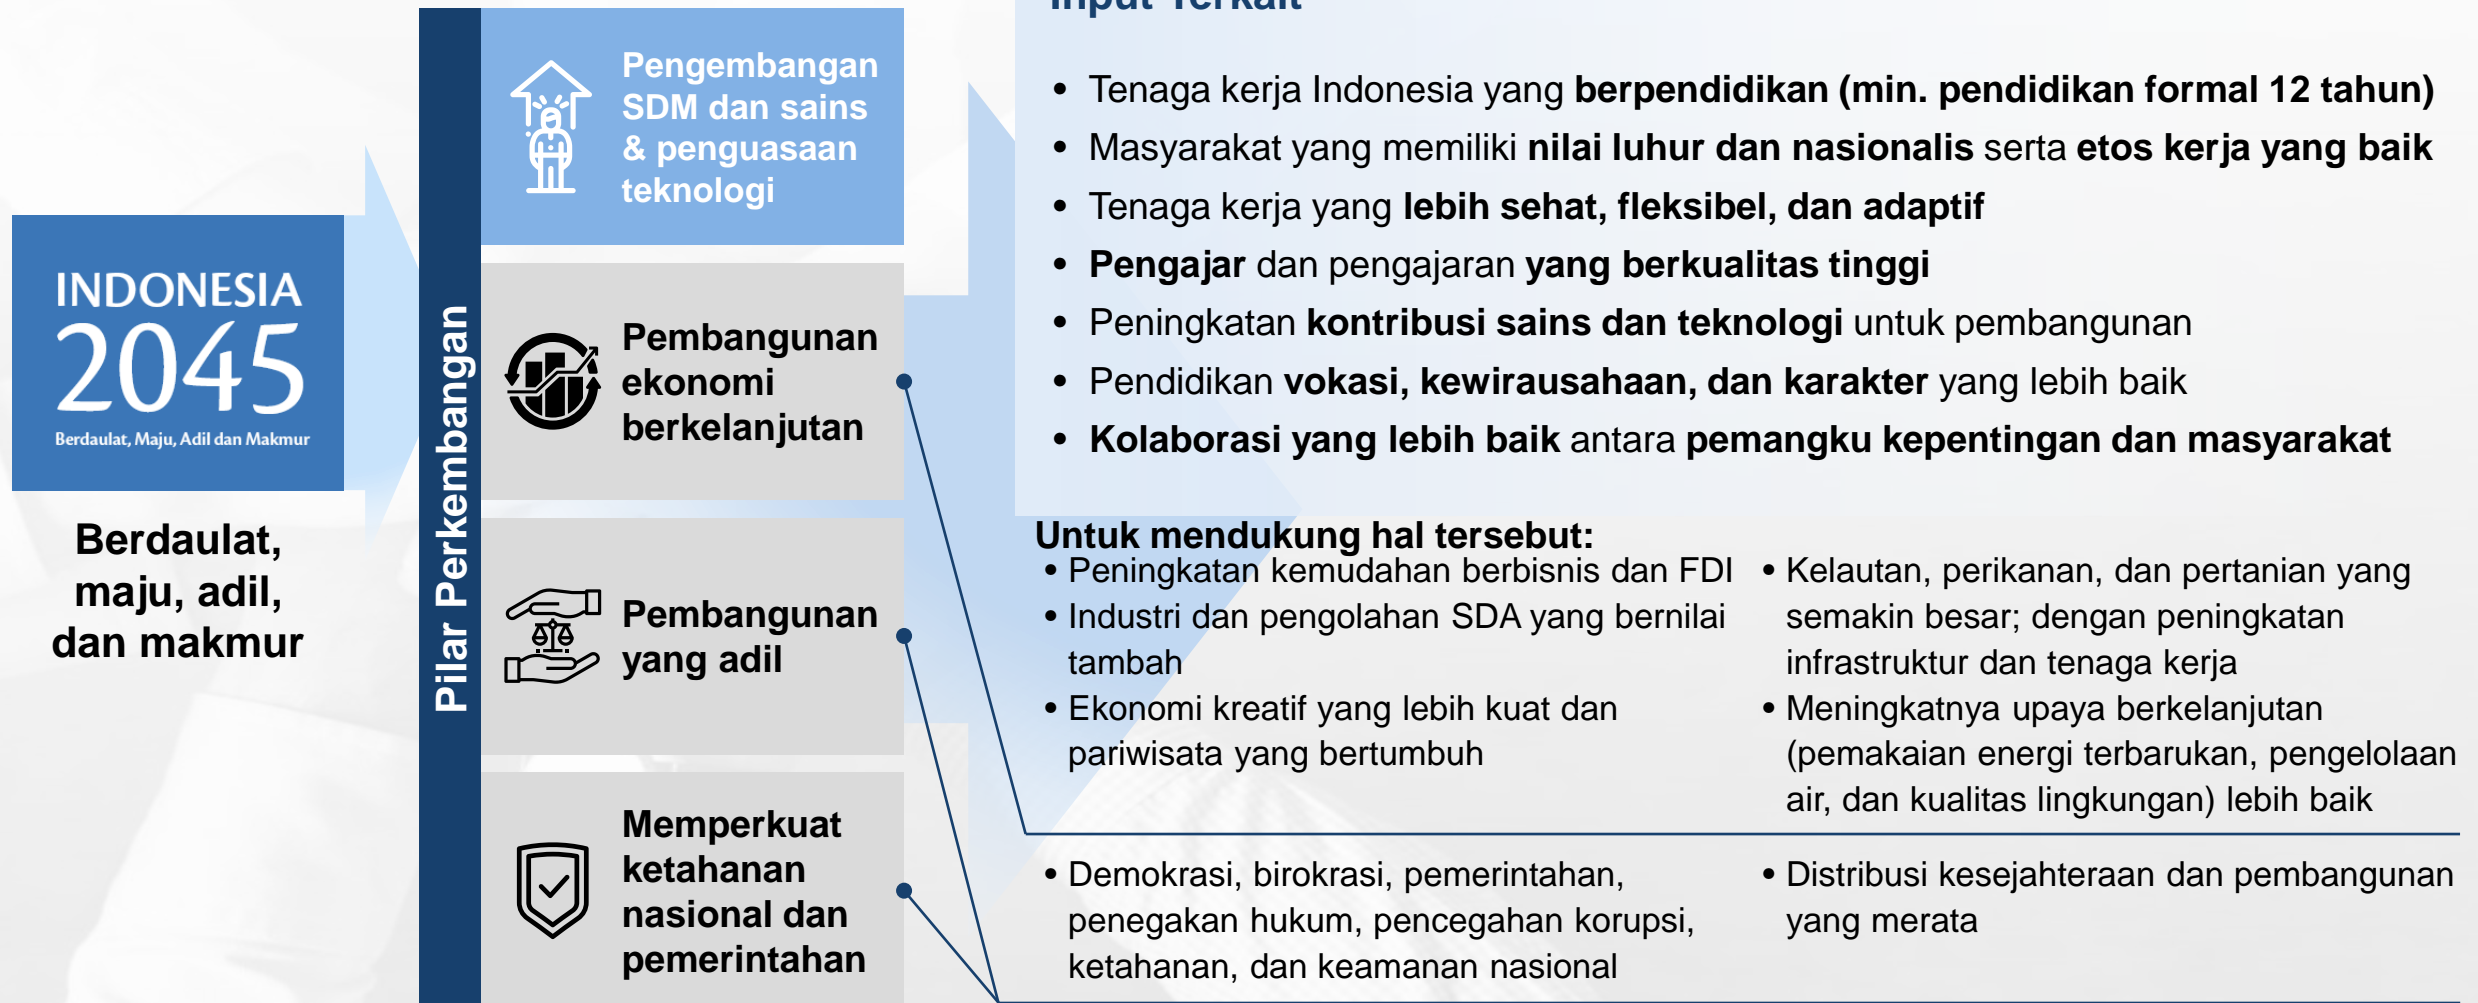 INDONESIA
2045
Berdaulat, Maju, Adil dan Makmur
Berdaulat,
maju, adil,
dan makmur
Pilar Perkembangan
Pengembangan
SDM dan sains
& penguasaan
teknologi
Pembangunan
ekonomi
berkelanjutan
Pembangunan
yang adil
Memperkuat
ketahanan
nasional dan
pemerintahan
Input Terkait
• Tenaga kerja Indonesia yang berpendidikan (min. pendidikan formal 12 tahun)
• Masyarakat yang memiliki nilai luhur dan nasionalis serta etos kerja yang baik
• Tenaga kerja yang lebih sehat, fleksibel, dan adaptif
• Pengajar dan pengajaran yang berkualitas tinggi
• Peningkatan kontribusi sains dan teknologi untuk pembangunan
• Pendidikan vokasi, kewirausahaan, dan karakter yang lebih baik
• Kolaborasi yang lebih baik antara pemangku kepentingan dan masyarakat
Untuk mendukung hal tersebut:
• Peningkatan kemudahan berbisnis dan FDI
• Industri dan pengolahan SDA yang bernilai
tambah
• Ekonomi kreatif yang lebih kuat dan
pariwisata yang bertumbuh
• Kelautan, perikanan, dan pertanian yang
semakin besar; dengan peningkatan
infrastruktur dan tenaga kerja
• Meningkatnya upaya berkelanjutan
(pemakaian energi terbarukan, pengelolaan
air, dan kualitas lingkungan) lebih baik
• Demokrasi, birokrasi, pemerintahan,
penegakan hukum, pencegahan korupsi,
ketahanan, dan keamanan nasional
• Distribusi kesejahteraan dan pembangunan
yang merata